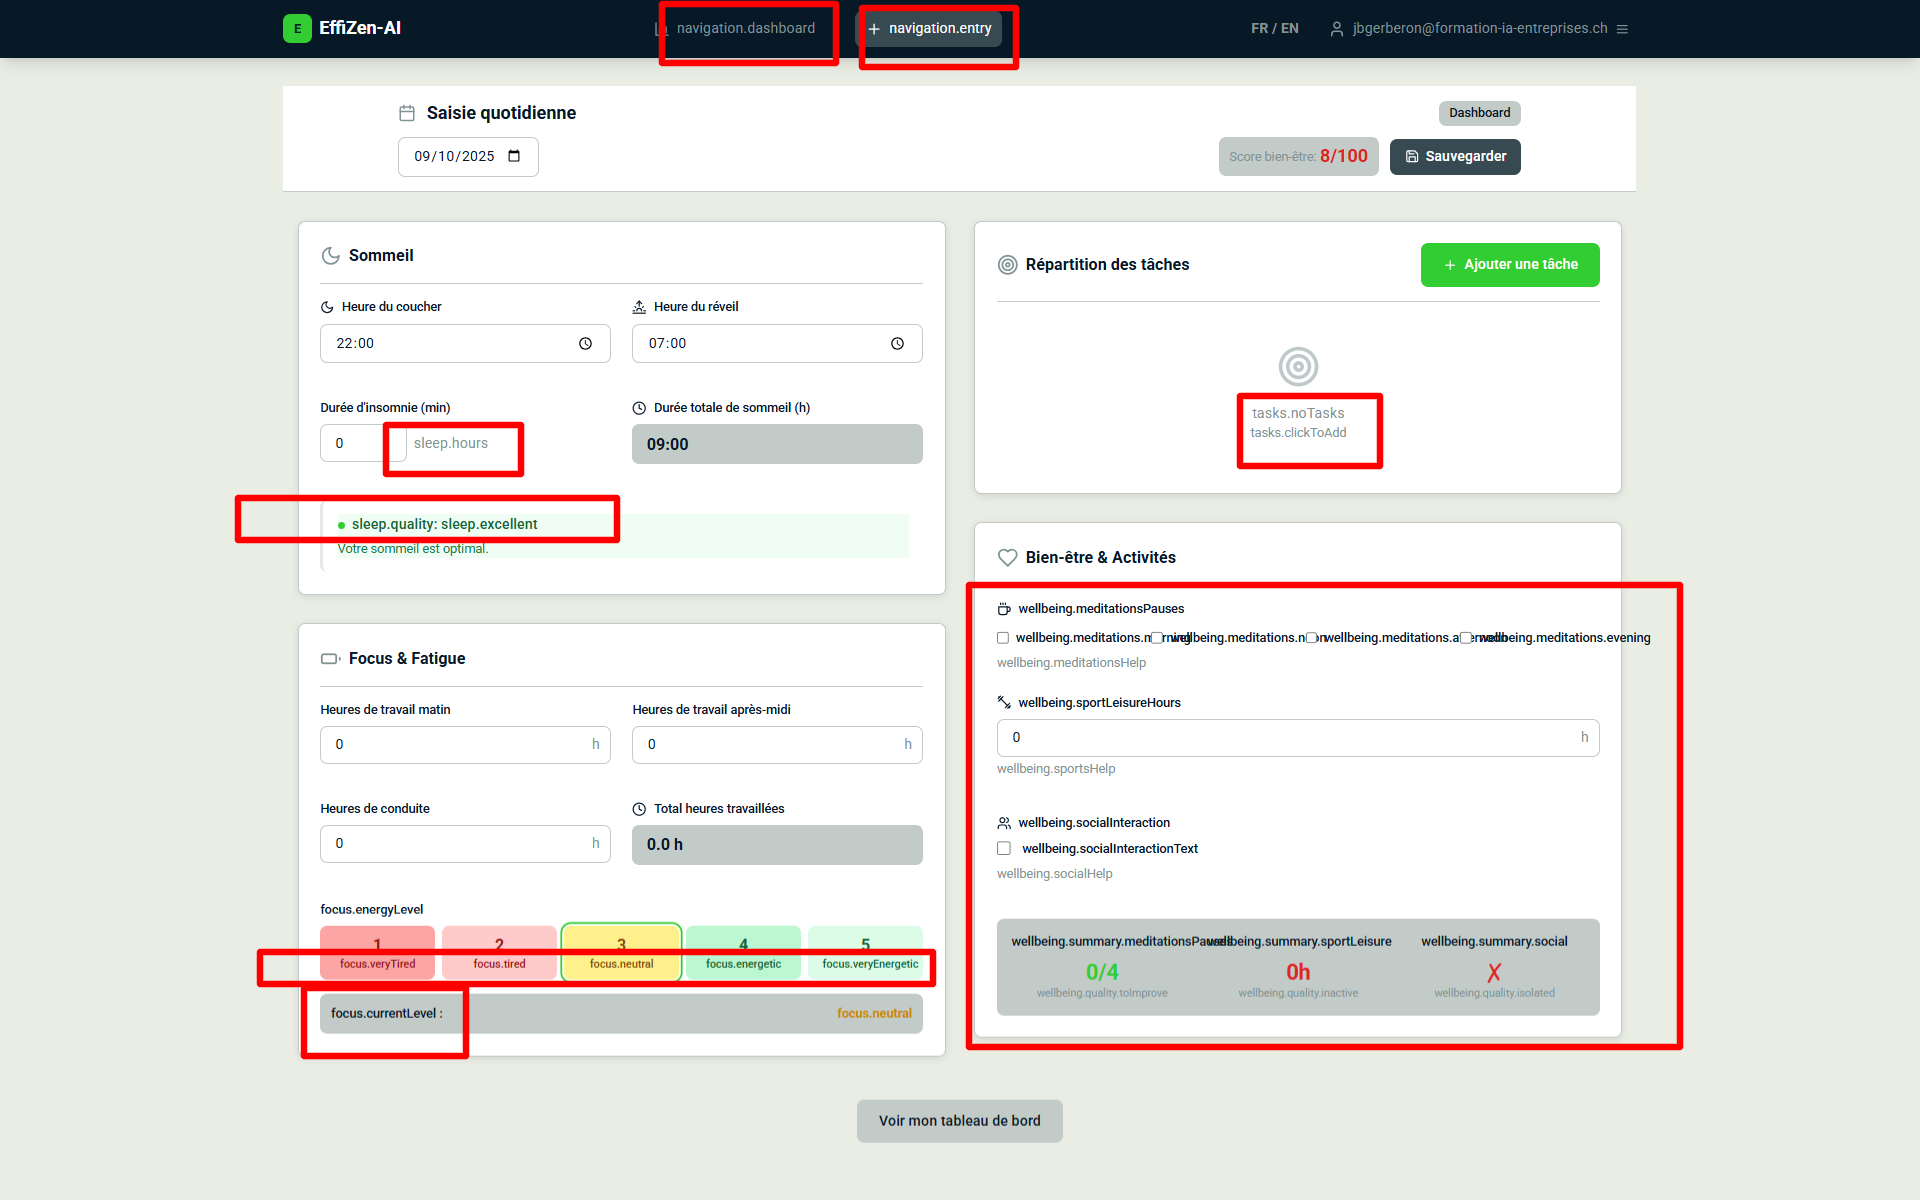 E EffiZen-AI
navigation.dashboard
+ navigation.entry
FR / EN
jbgerberon@formation-ia-entreprises.ch
Saisie quotidienne
Dashboard
09/10/2025
Score bien-être: 8/100
Sauvegarder
Sommeil
Heure du coucher
Heure du réveil
22:00
07:00
Durée d'insomnie (min)
Durée totale de sommeil (h)
0
sleep.hours
09:00
sleep.quality: sleep.excellent
Votre sommeil est optimal.
Focus & Fatigue
Heures de travail matin
Heures de travail après-midi
0 h
0 h
Heures de conduite
Total heures travaillées
0 h
0.0 h
focus.energyLevel
1
focus.veryTired
2
focus.tired
3
focus.neutral
4
focus.energetic
5
focus.veryEnergetic
focus.currentLevel :
focus.neutral
Répartition des tâches
+ Ajouter une tâche
tasks.noTasks
tasks.clickToAdd
Bien-être & Activités
wellbeing.meditationsPauses
wellbeing.meditations.morning
wellbeing.meditations.noon
wellbeing.meditations.afternoon
wellbeing.meditations.evening
wellbeing.meditationsHelp
wellbeing.sportLeisureHours
0 h
wellbeing.sportsHelp
wellbeing.socialInteraction
wellbeing.socialInteractionText
wellbeing.socialHelp
wellbeing.summary.meditationsPauses
0/4
wellbeing.quality.toImprove
wellbeing.summary.sportLeisure
0h
wellbeing.quality.inactive
wellbeing.summary.social
✗
wellbeing.quality.isolated
Voir mon tableau de bord